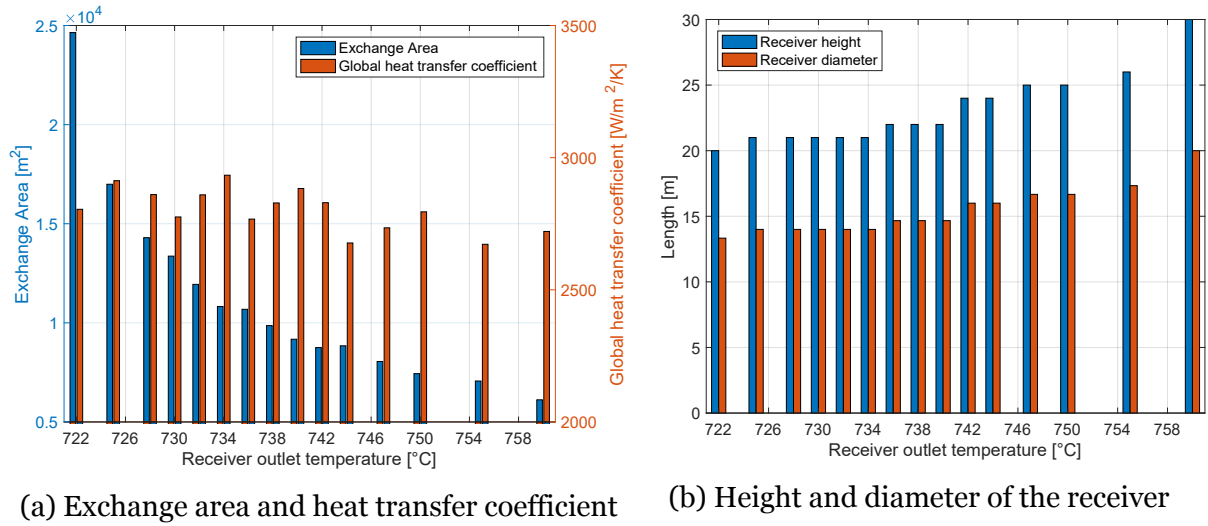 ×10⁴
2.5
2
1.5
1
0.5
Exchange Area [m²]
Exchange Area
Global heat transfer coefficient
3500
3000
2500
2000
Global heat transfer coefficient [W/m ²/K]
722 726 730 734 738 742 746 750 754 758
Receiver outlet temperature [°C]
(a) Exchange area and heat transfer coefficient
30
25
20
15
10
5
0
Length [m]
Receiver height
Receiver diameter
722 726 730 734 738 742 746 750 754 758
Receiver outlet temperature [°C]
(b) Height and diameter of the receiver